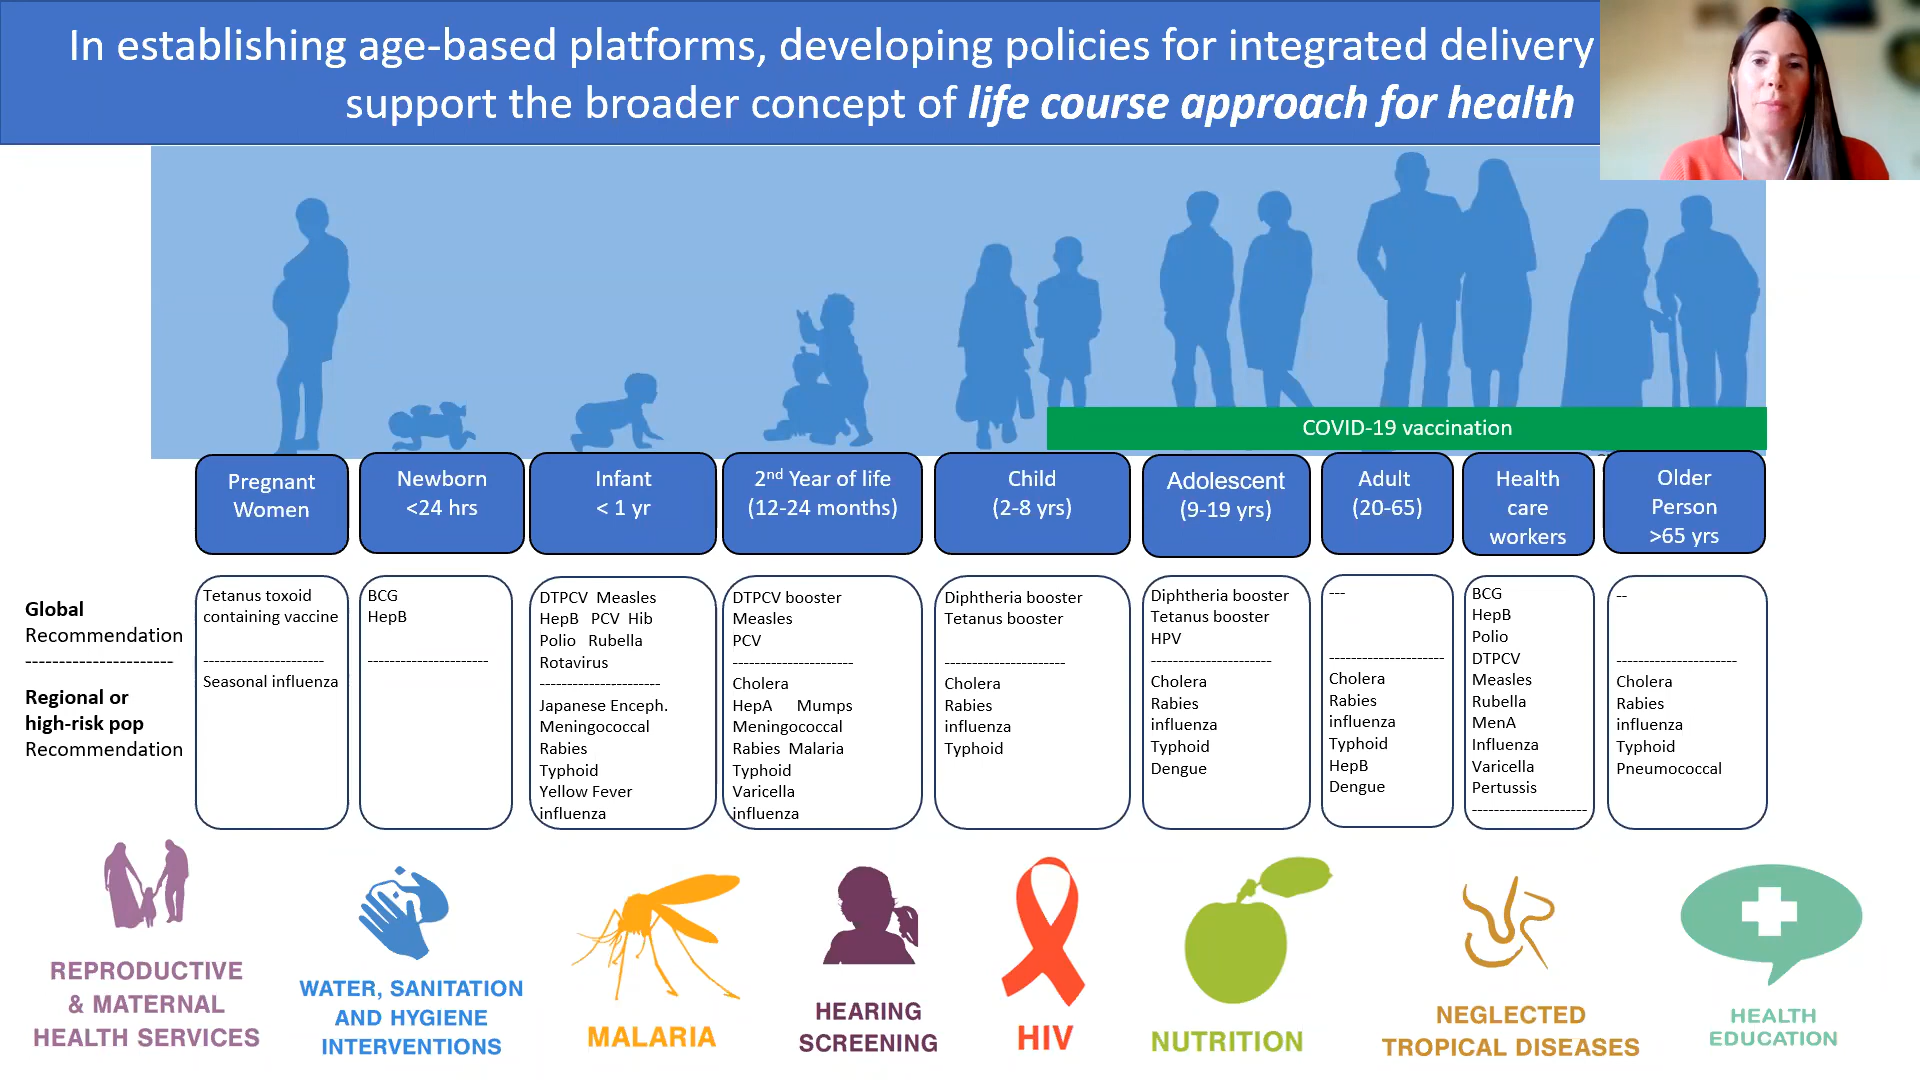 In establishing age-based platforms, developing policies for integrated delivery
support the broader concept of life course approach for health
COVID-19 vaccination
Pregnant
Women
Newborn
<24 hrs
Infant
< 1 yr
2nd Year of life
(12-24 months)
Child
(2-8 yrs)
Adolescent
(9-19 yrs)
Adult
(20-65)
Health
care
workers
Older
Person
>65 yrs
Global
Recommendation
----------------------
Regional or
high-risk pop
Recommendation
Tetanus toxoid
containing vaccine
----------------------
Seasonal influenza
BCG
HepB
----------------------
DTPCV Measles
HepB PCV Hib
Polio Rubella
Rotavirus
----------------------
Japanese Enceph.
Meningococcal
Rabies
Typhoid
Yellow Fever
influenza
DTPCV booster
Measles
PCV
----------------------
Cholera
HepA Mumps
Meningococcal
Rabies Malaria
Typhoid
Varicella
influenza
Diphtheria booster
Tetanus booster
----------------------
Cholera
Rabies
influenza
Typhoid
Diphtheria booster
Tetanus booster
HPV
----------------------
Cholera
Rabies
influenza
Typhoid
Dengue
---
---------------------
Cholera
Rabies
influenza
Typhoid
HepB
Dengue
BCG
HepB
Polio
DTPCV
Measles
Rubella
MenA
Influenza
Varicella
Pertussis
---------------------
--
----------------------
Cholera
Rabies
influenza
Typhoid
Pneumococcal
REPRODUCTIVE
& MATERNAL
HEALTH SERVICES
WATER, SANITATION
AND HYGIENE
INTERVENTIONS
MALARIA
HEARING
SCREENING
HIV
NUTRITION
NEGLECTED
TROPICAL DISEASES
HEALTH
EDUCATION